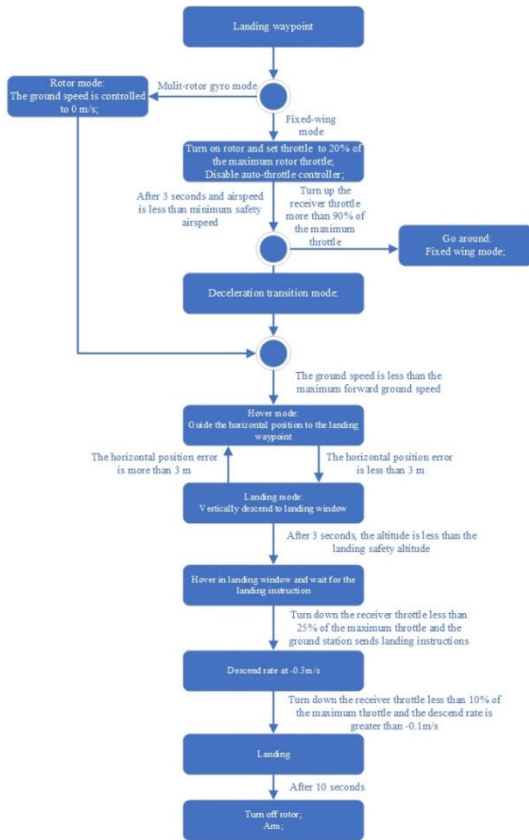 Landing waypoint
Rotor mode:
The ground speed is controlled
to 0 m/s;
Mulit-rotor gyro mode
Fixed-wing
mode
Turn on rotor and set throttle to 20% of
the maximum rotor throttle;
Disable auto-throttle controller;
After 3 seconds and airspeed
is less than minimum safety
airspeed
Turn up the
receiver throttle
more than 90% of
the maximum
throttle
Go around:
Fixed wing mode;
Deceleration transition mode:
The ground speed is less than the
maximum forward ground speed
Hover mode:
Guide the horizontal position to the landing
waypoint
The horizontal position error
is more than 3 m
The horizontal position error
is less than 3 m
Landing mode:
Vertically descend to landing window
After 3 seconds, the altitude is less than the
landing safety altitude
Hover in landing window and wait for the
landing instruction
Turn down the receiver throttle less than
25% of the maximum throttle and the
ground station sends landing instructions
Descend rate at -0.3m/s
Turn down the receiver throttle less than 10% of
the maximum throttle and the descend rate is
greater than -0.1m/s
Landing
After 10 seconds
Turn off rotor;
Arm;